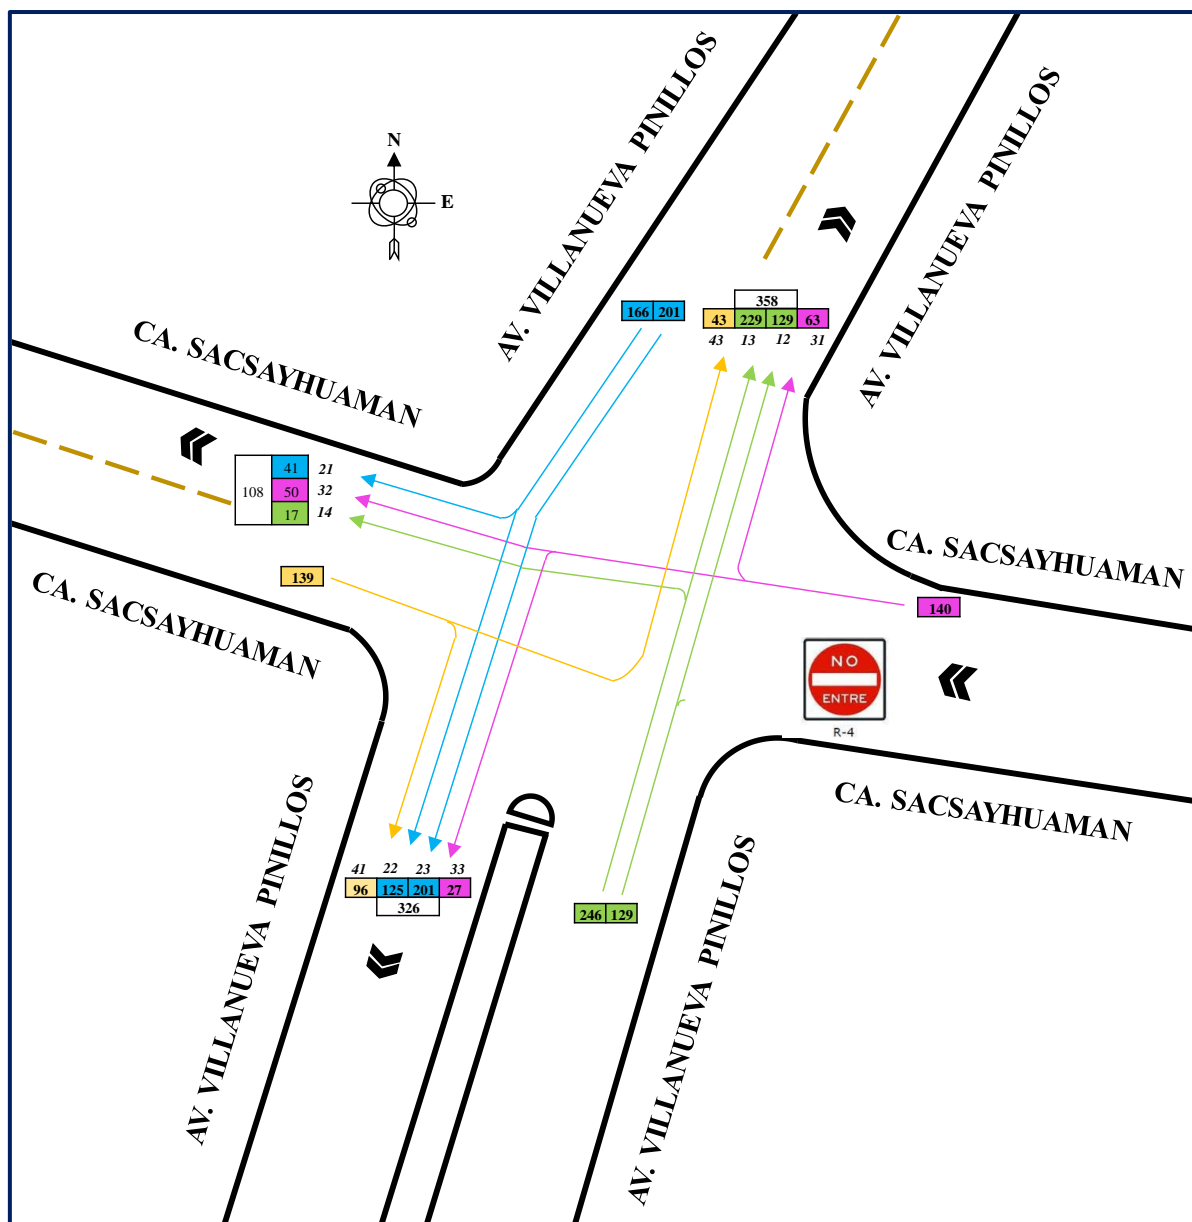 AV. VILLANUEVA PINILLOS
AV. VILLANUEVA PINILLOS
N
E
CA. SACSAYHUAMAN
358
166 201
43 229 129 63
43 13 12 31
41 21
108 50 32
17 14
CA. SACSAYHUAMAN
139
CA. SACSAYHUAMAN
140
NO
ENTRE
R-4
CA. SACSAYHUAMAN
AV. VILLANUEVA PINILLOS
AV. VILLANUEVA PINILLOS
41 22 23 33
96 125 201 27
326
246 129